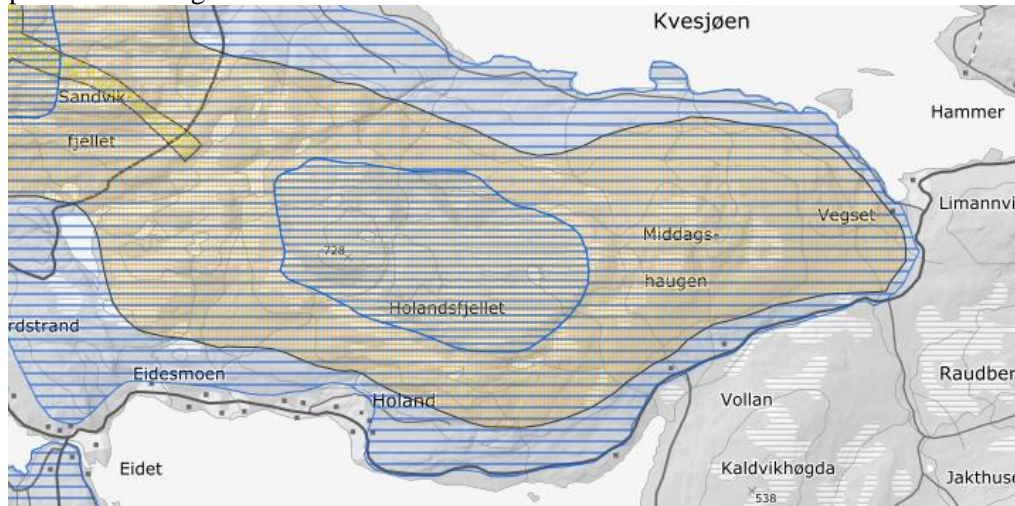 Kvesjøen
Sandvik-
fjellet
Hammer
Limannvi
Vegset
Middags-
haugen
728
Holandsfjellet
rdstrand
Eidesmoen
Holand
Raudber
Vollan
Eidet
Kaldvikhøgda
538
Jakthuse